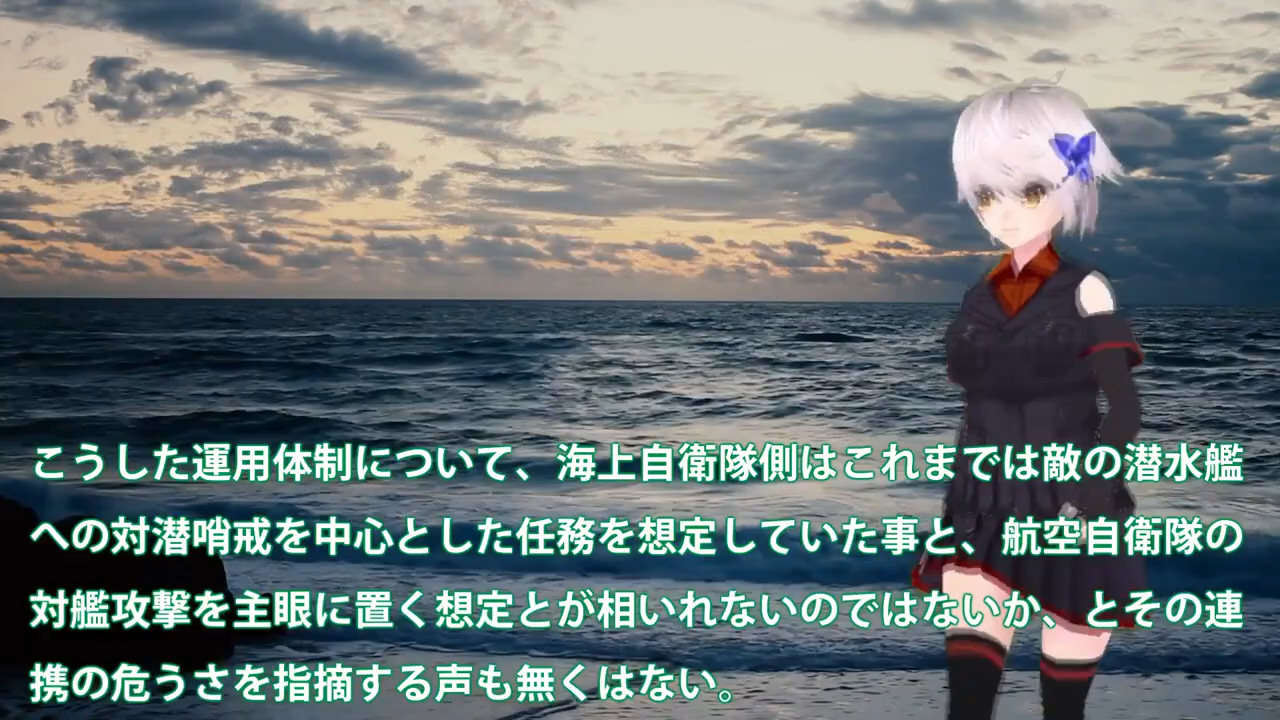 こうした運用体制について、海上自衛隊側はこれまでは敵の潜水艦
への対潜哨戒を中心とした任務を想定していた事と、航空自衛隊の
対艦攻撃を主眼に置く想定とが相いれないのではないか、とその連
携の危うさを指摘する声も無くはない。